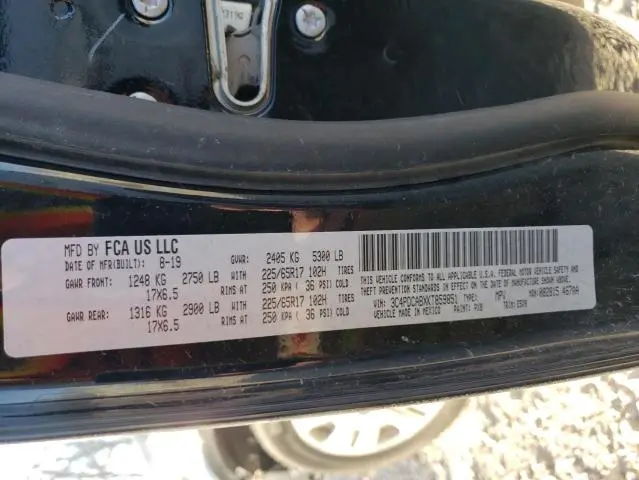 MFD BY FCA US LLC
DATE OF MFR(BUILT): 8-19 GVWR: 2405 KG 5300 LB
GAWR FRONT: 1248 KG 2750 LB WITH 225/65R17 102H TIRES
17X6.5 RIMS AT 250 KPA ( 36 PSI) COLD
GAWR REAR: 1316 KG 2900 LB WITH 225/65R17 102H TIRES
17X6.5 RIMS AT 250 KPA ( 36 PSI) COLD
THIS VEHICLE CONFORMS TO ALL APPLICABLE U.S.A. FEDERAL MOTOR VEHICLE SAFETY AND
THEFT PREVENTION STANDARDS IN EFFECT ON THE DATE OF MANUFACTURE SHOWN ABOVE.
VIN: 3C4PDCABXKT859851 TYPE: MPV
VEHICLE MADE IN MEXICO PAINT: PXR